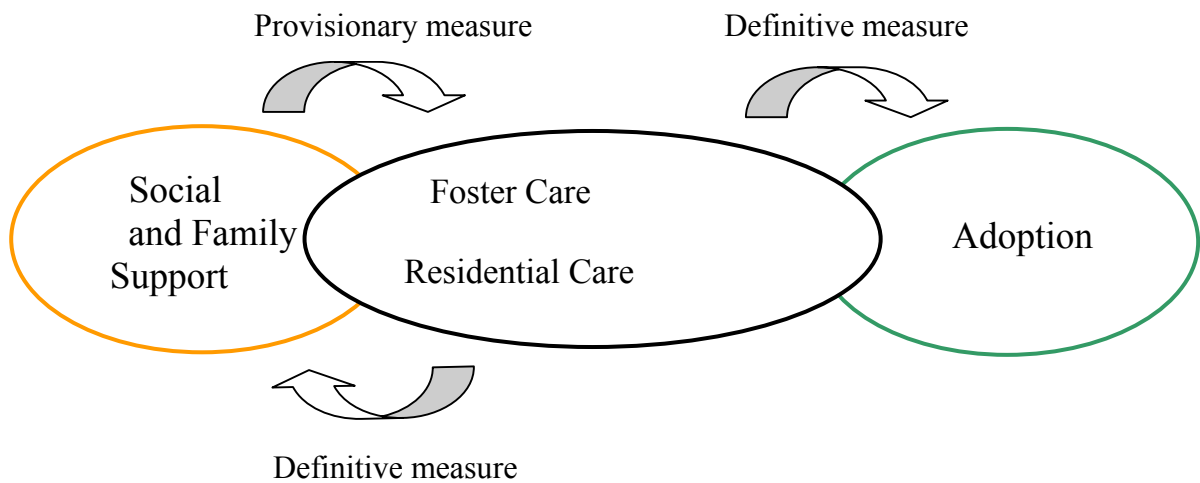 Provisionary measure
Definitive measure
Social
and Family
Support
Foster Care
Residential Care
Adoption
Definitive measure